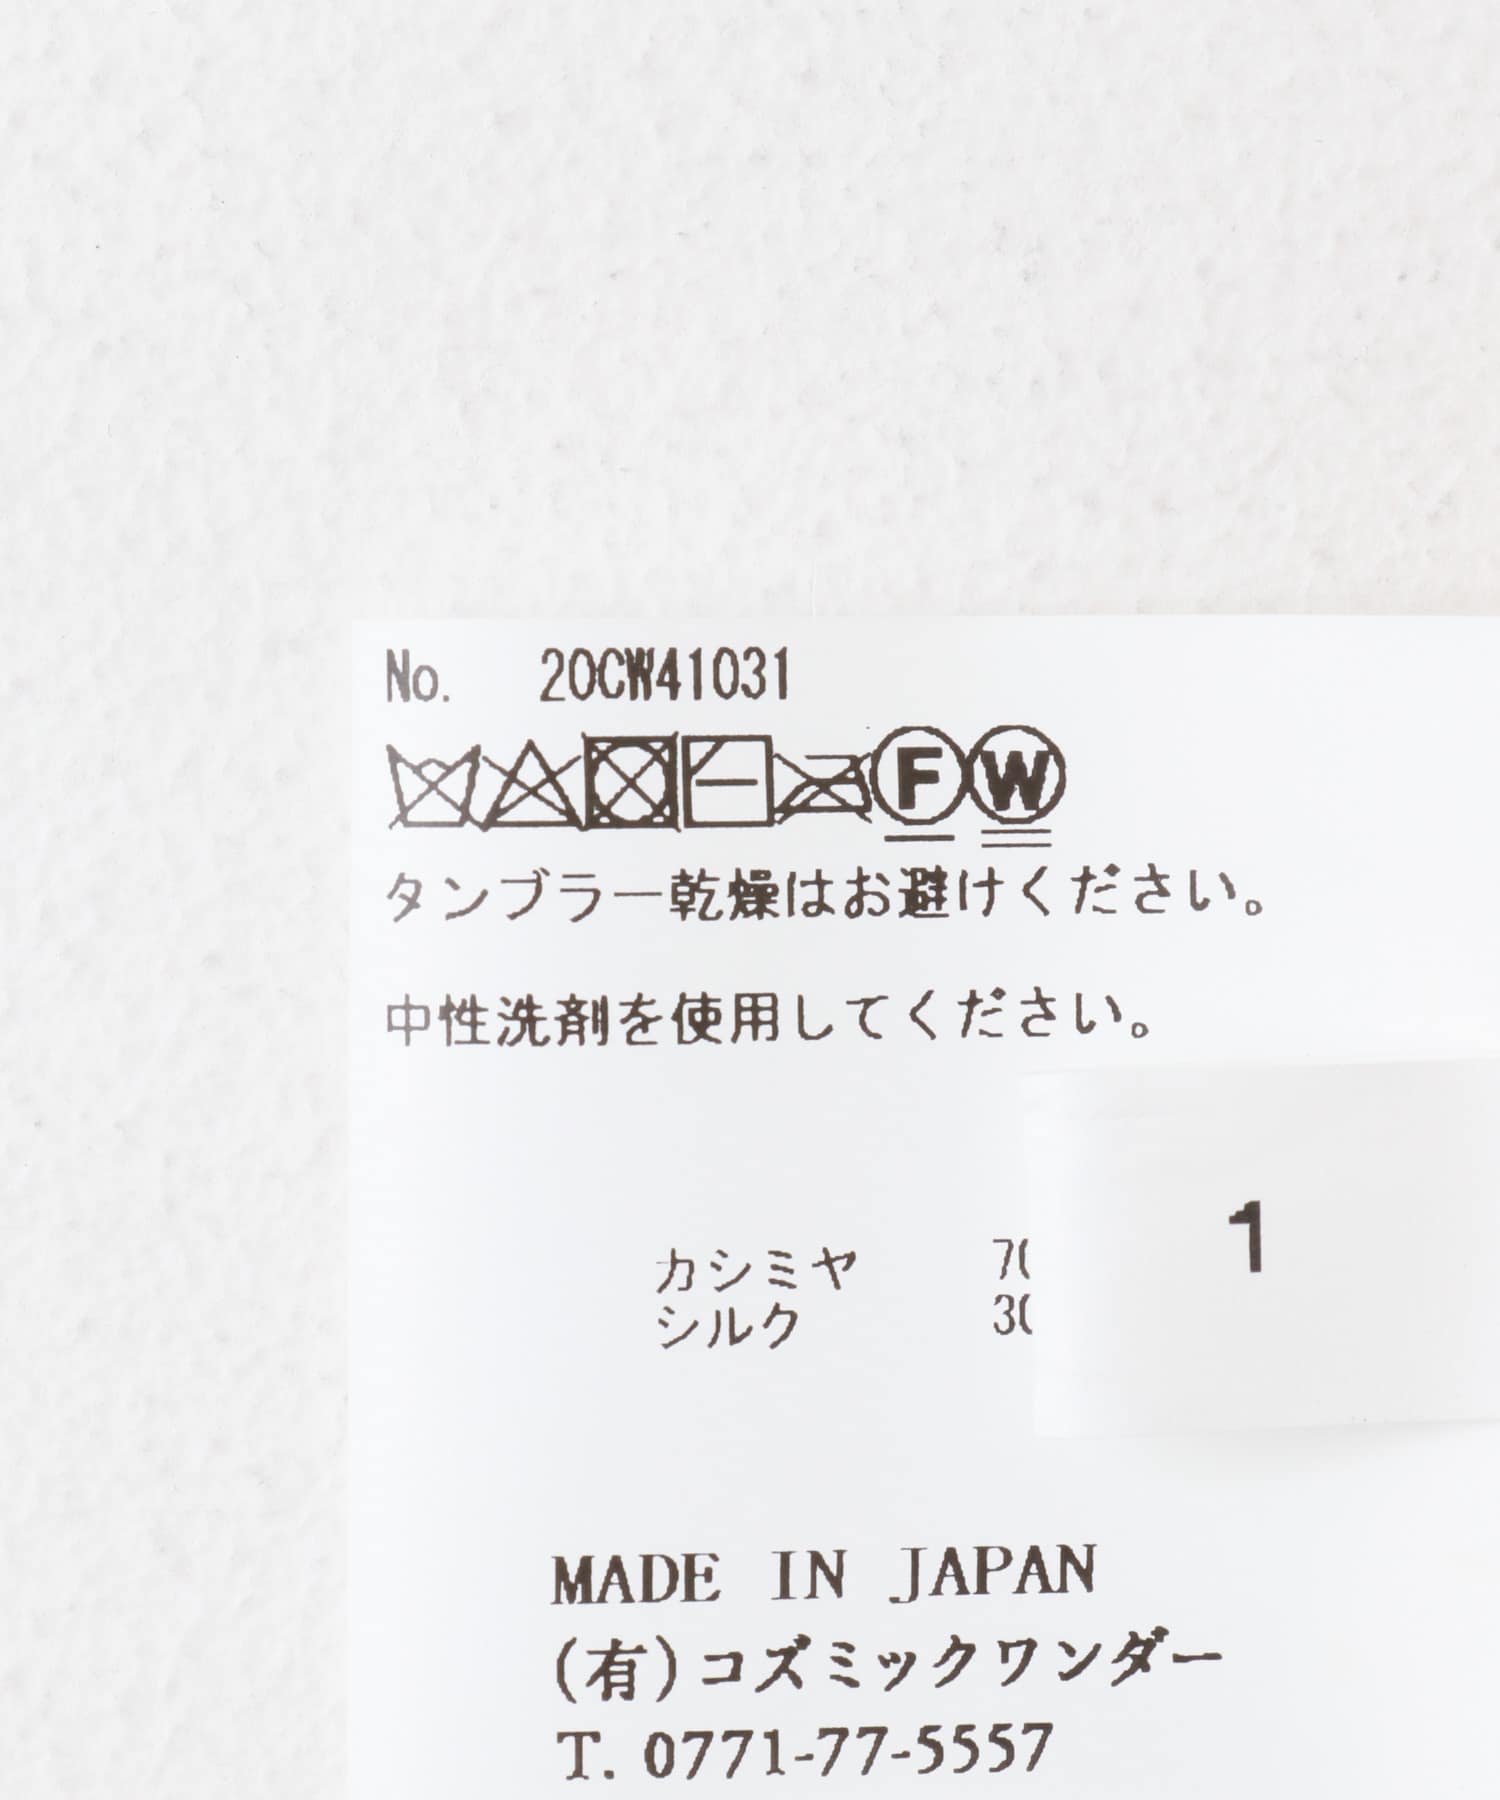 No. 20CW41031
F W
タンブラー乾燥はお避けください。
中性洗剤を使用してください。
1
カシミヤ
シルク
MADE IN JAPAN
(有)コズミックワンダー
T. 0771-77-5557